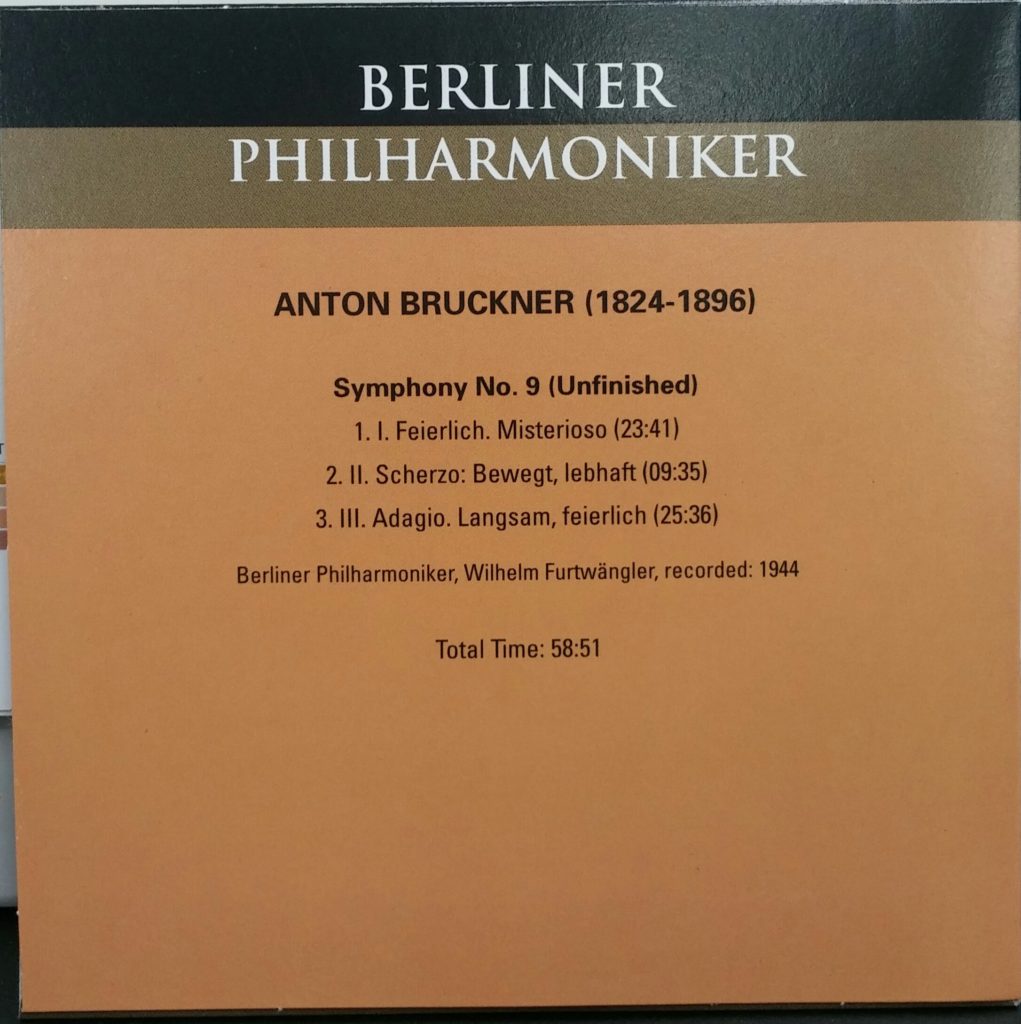 BERLINER
PHILHARMONIKER
ANTON BRUCKNER (1824-1896)
Symphony No. 9 (Unfinished)
1. I. Feierlich. Misterioso (23:41)
2. II. Scherzo: Bewegt, lebhaft (09:35)
3. III. Adagio. Langsam, feierlich (25:36)
Berliner Philharmoniker, Wilhelm Furtwängler, recorded: 1944
Total Time: 58:51